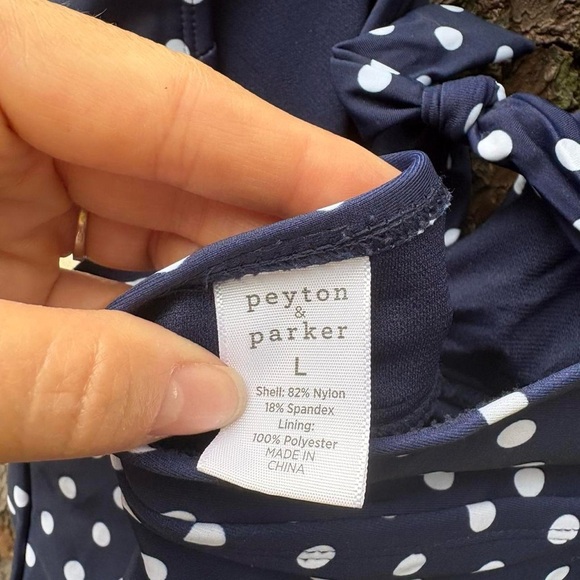 peyton
&
parker
L
Shell: 82% Nylon
18% Spandex
Lining:
100% Polyester
MADE IN
CHINA